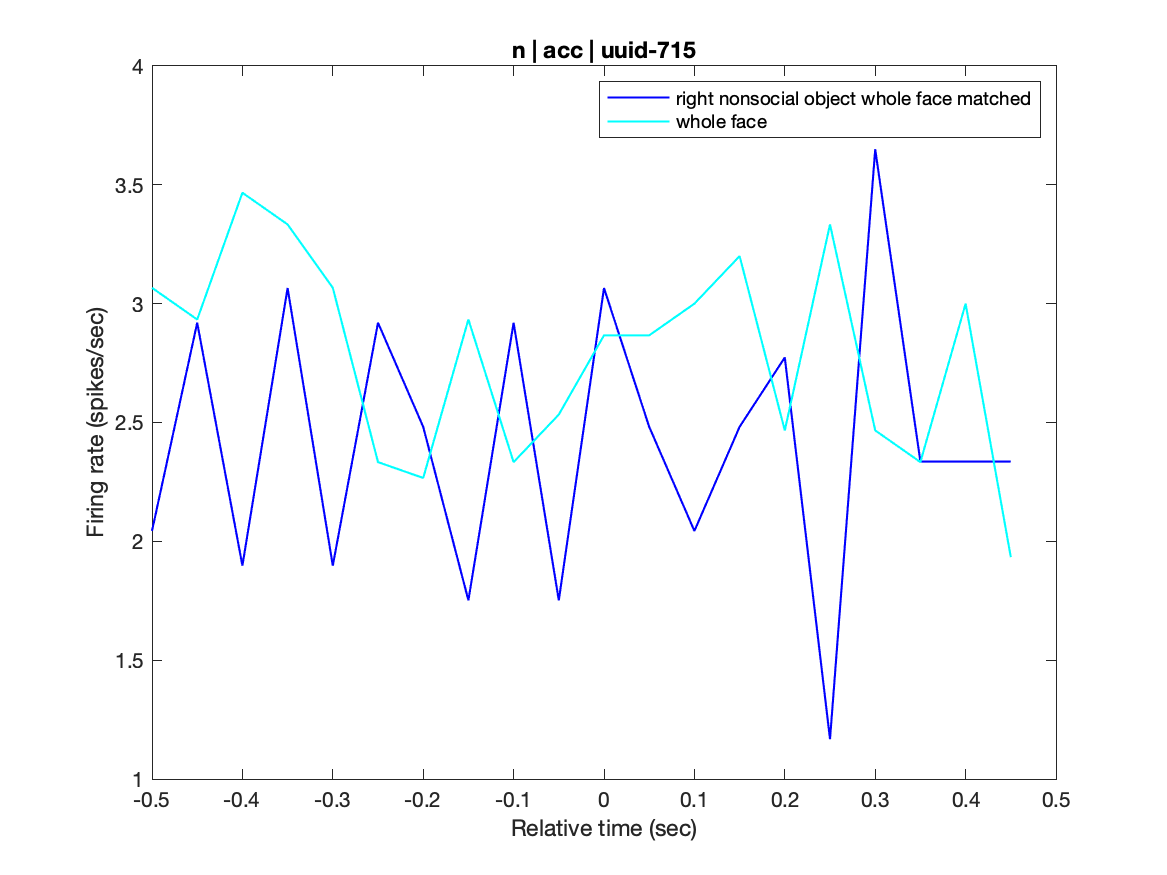 n | acc | uuid-715
right nonsocial object whole face matched
whole face
Firing rate (spikes/sec)
4
3.5
3
2.5
2
1.5
1
-0.5 -0.4 -0.3 -0.2 -0.1 0 0.1 0.2 0.3 0.4 0.5
Relative time (sec)